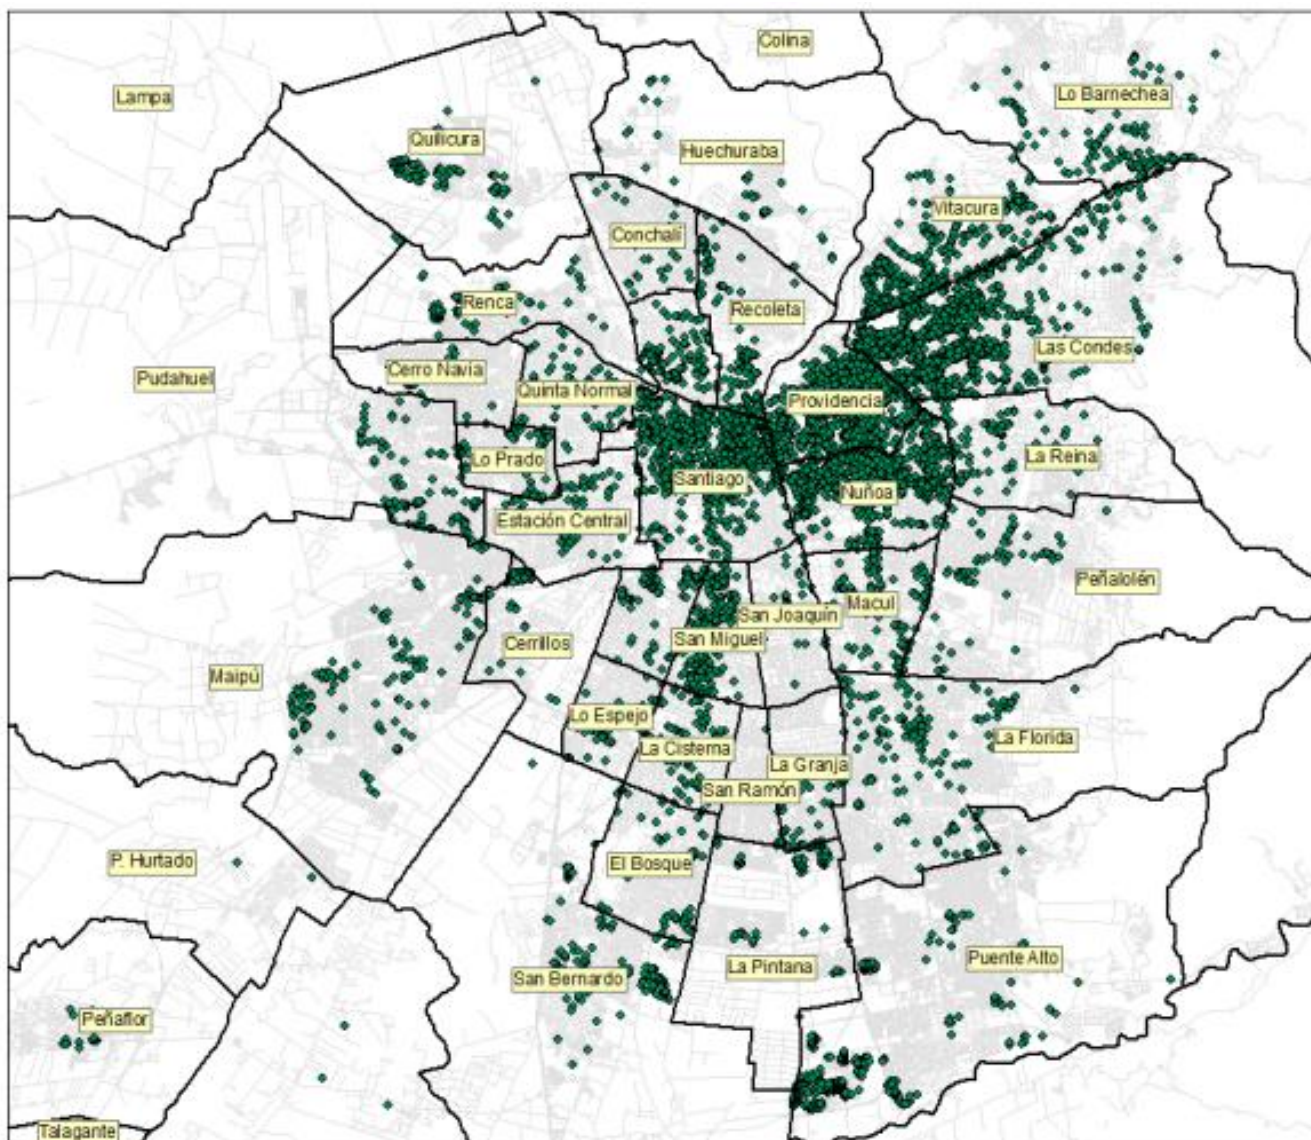 Colina
Lampa
Lo Barnechea
Quilicura
Huechuraba
Vitacura
Conchalí
Renca
Recoleta
Las Condes
Cerro Navia
Pudahuel
Quinta Normal
Providencia
Lo Prado
La Reina
Santiago
Ñuñoa
Estación Central
Peñalolén
Macul
San Joaquín
San Miguel
Cerrillos
Maipú
Lo Espejo
La Florida
La Cisterna
La Granja
San Ramón
P. Hurtado
El Bosque
Puente Alto
La Pintana
San Bernardo
Peñaflor
Talagante